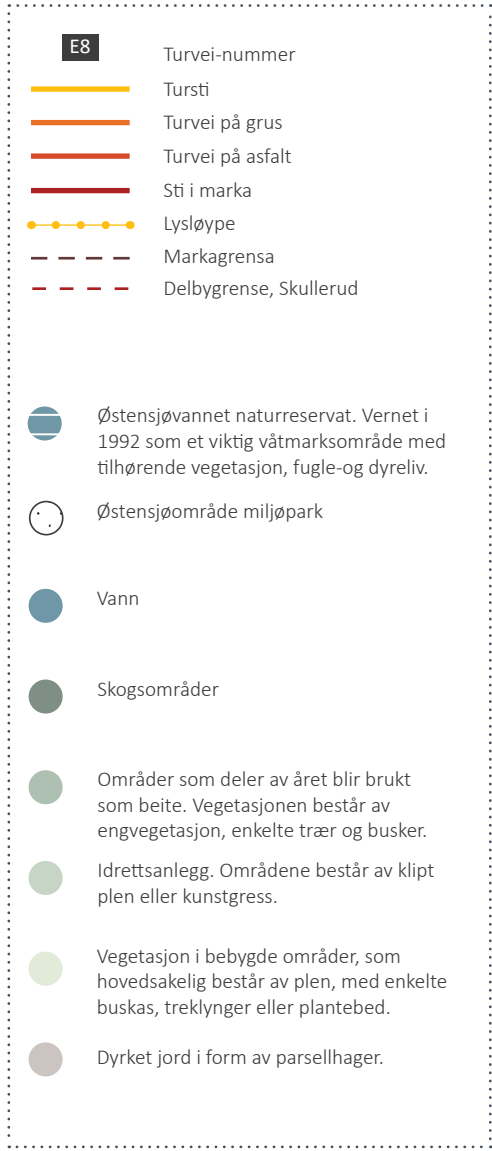 E8
Turvei-nummer
Tursti
Turvei på grus
Turvei på asfalt
Sti i marka
Lysløype
Markagrensa
Delbygrense, Skullerud
Østensjøvannet naturreservat. Vernet i
1992 som et viktig våtmarksområde med
tilhørende vegetasjon, fugle-og dyreliv.
Østensjøområde miljøpark
Vann
Skogsområder
Områder som deler av året blir brukt
som beite. Vegetasjonen består av
engvegetasjon, enkelte trær og busker.
Idrettsanlegg. Områdene består av klipt
plen eller kunstgress.
Vegetasjon i bebygde områder, som
hovedsakelig består av plen, med enkelte
buskas, treklynger eller plantebed.
Dyrket jord i form av parsellhager.